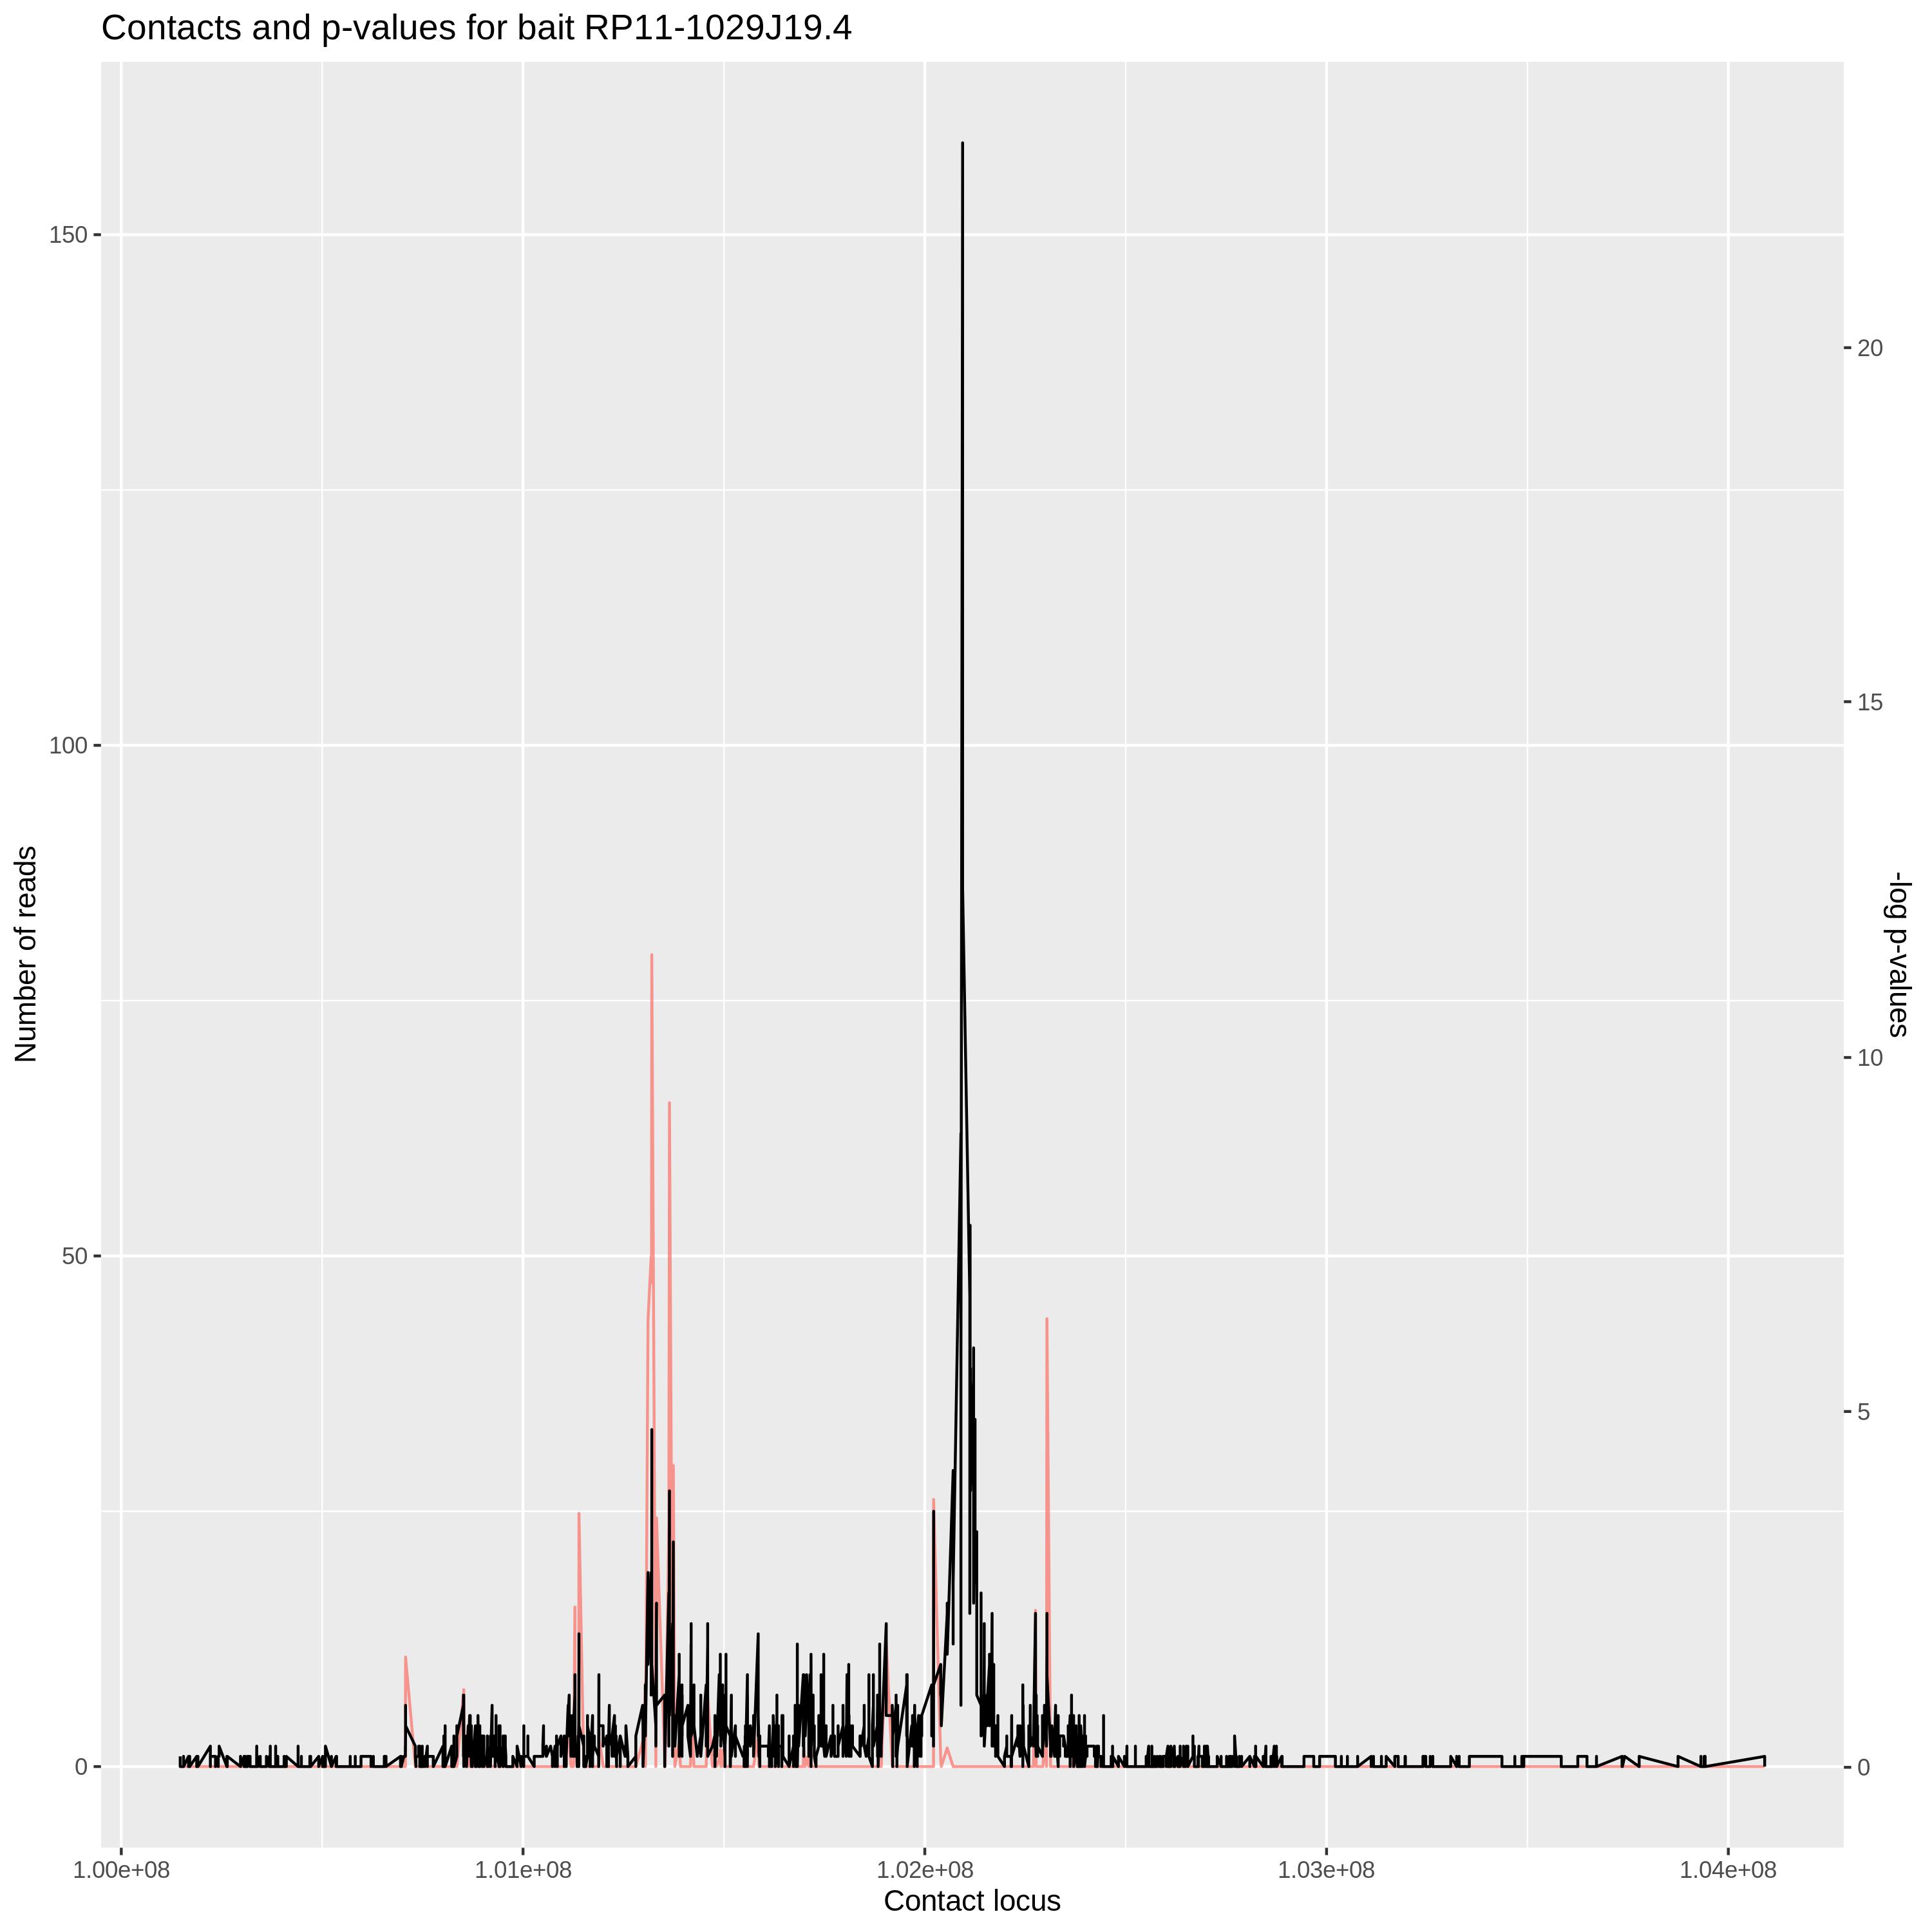 Contacts and p-values for bait RP11-1029J19.4
150
100
50
0
20
15
10
5
0
Number of reads
-log p-values
1.00e+08 1.01e+08 1.02e+08 1.03e+08 1.04e+08
Contact locus